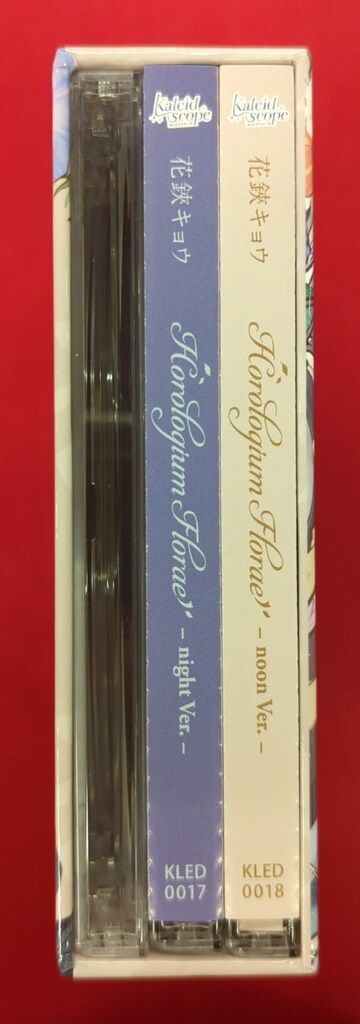 Kaleid
scope
花鋏キョウ
Horologium Florae
– night Ver. –
KLED
0017
Kaleid
scope
花鋏キョウ
Horologium Florae
– noon Ver. –
KLED
0018